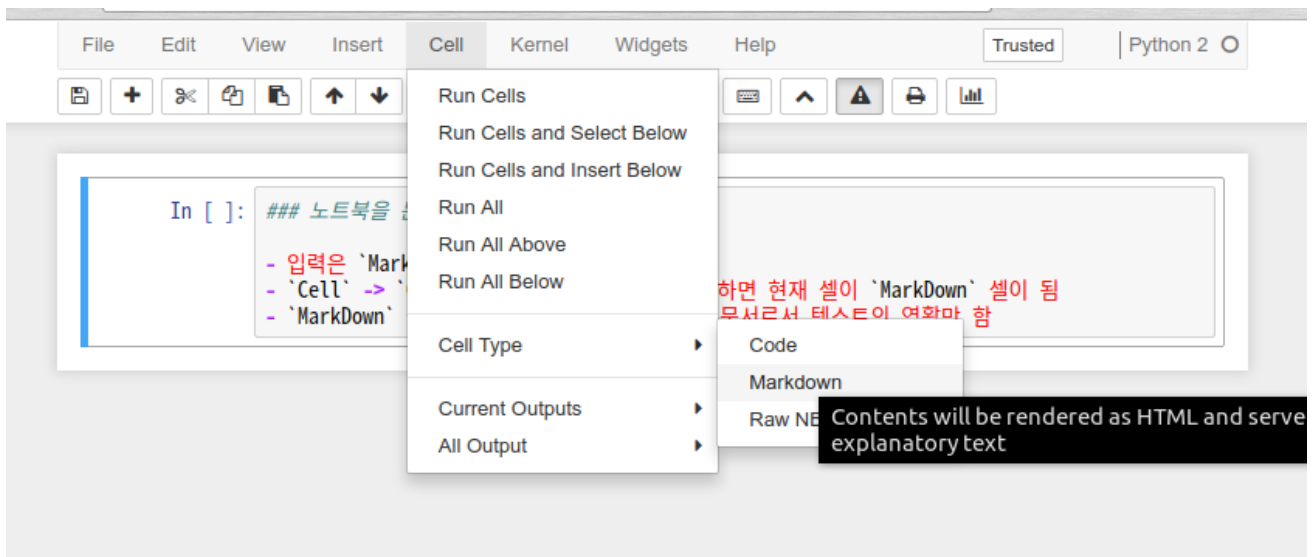 File Edit View Insert Cell Kernel Widgets Help Trusted Python 2
Run Cells
Run Cells and Select Below
Run Cells and Insert Below
Run All
Run All Above
Run All Below
Cell Type
Current Outputs
All Output
Code
Markdown
Raw NB
Contents will be rendered as HTML and serve
explanatory text
In [ ]: ### 노트북을
- 입력은 `Mark
- `Cell` -> ` 하면 현재 셀이 `MarkDown` 셀이 됨
- `MarkDown` 함